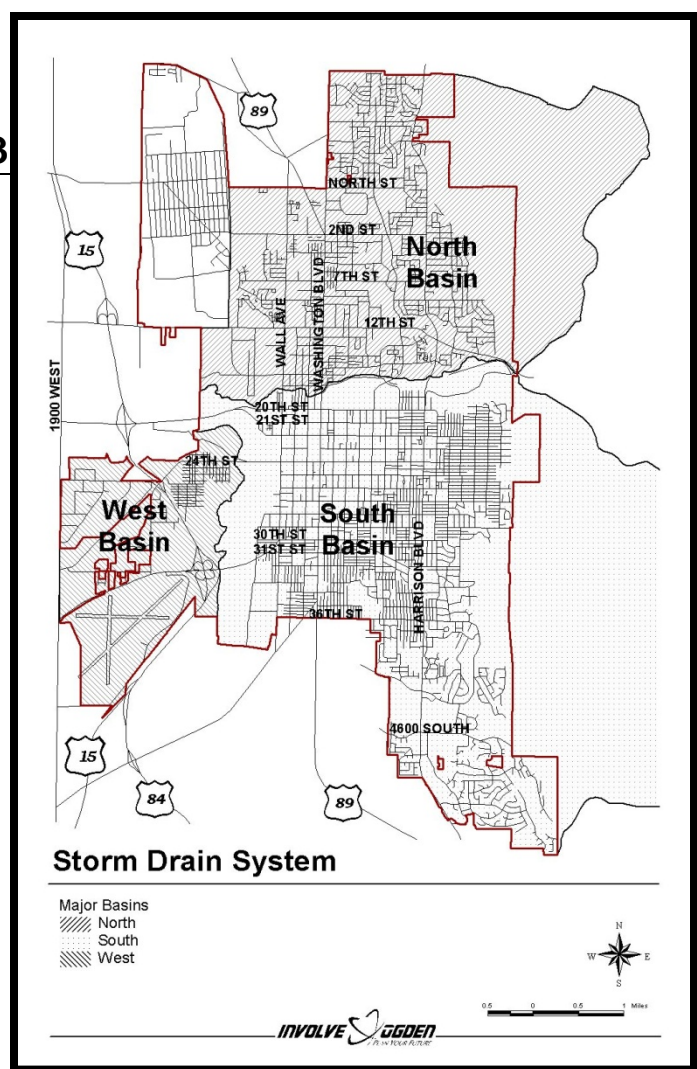 B
89
NORTH ST
15
2ND ST
North
Basin
7TH ST
WALL AVE
WASHINGTON BLVD
12TH ST
1900 WEST
20TH ST
21ST ST
24TH ST
West
Basin
South
Basin
30TH ST
31ST ST
HARRISON BLVD
36TH ST
4600 SOUTH
15
84
89
Storm Drain System
Major Basins
North
South
West
N
W E
S
0.5 0 0.5 1 Miles
INVOLVE OGDEN
PLAN YOUR FUTURE